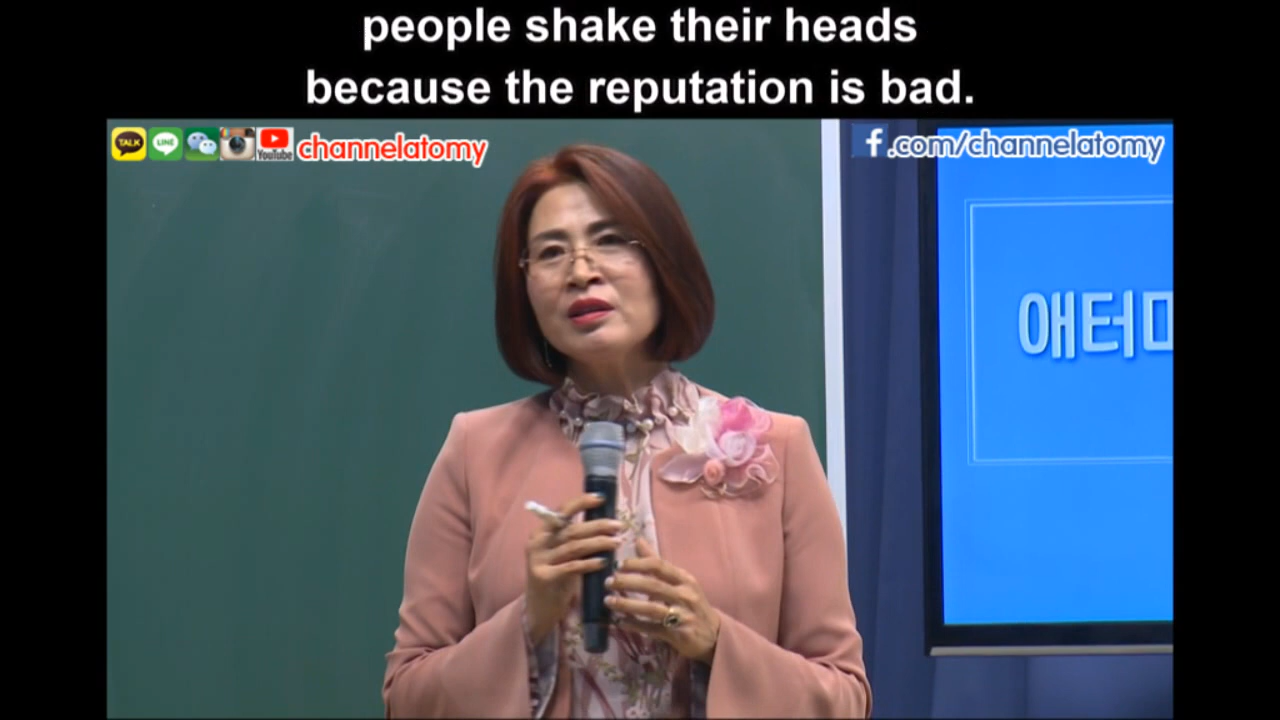 people shake their heads
because the reputation is bad.
TALK LINE YouTube channelatomy
f.com/channelatomy
애터미